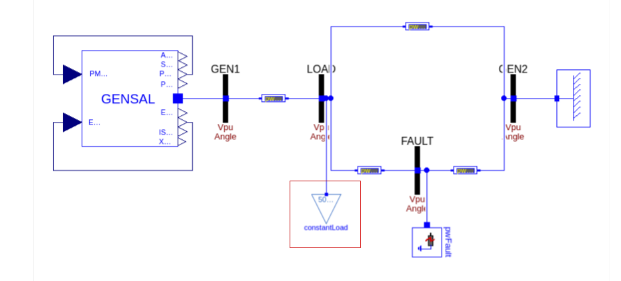 A...
S...
PM...
P...
P...
GENSAL
E...
E...
IS...
X...
GEN1
Vpu
Angle
LOAD
Vpu
Angle
GEN2
Vpu
Angle
FAULT
Vpu
Angle
50...
constantLoad
pwFault